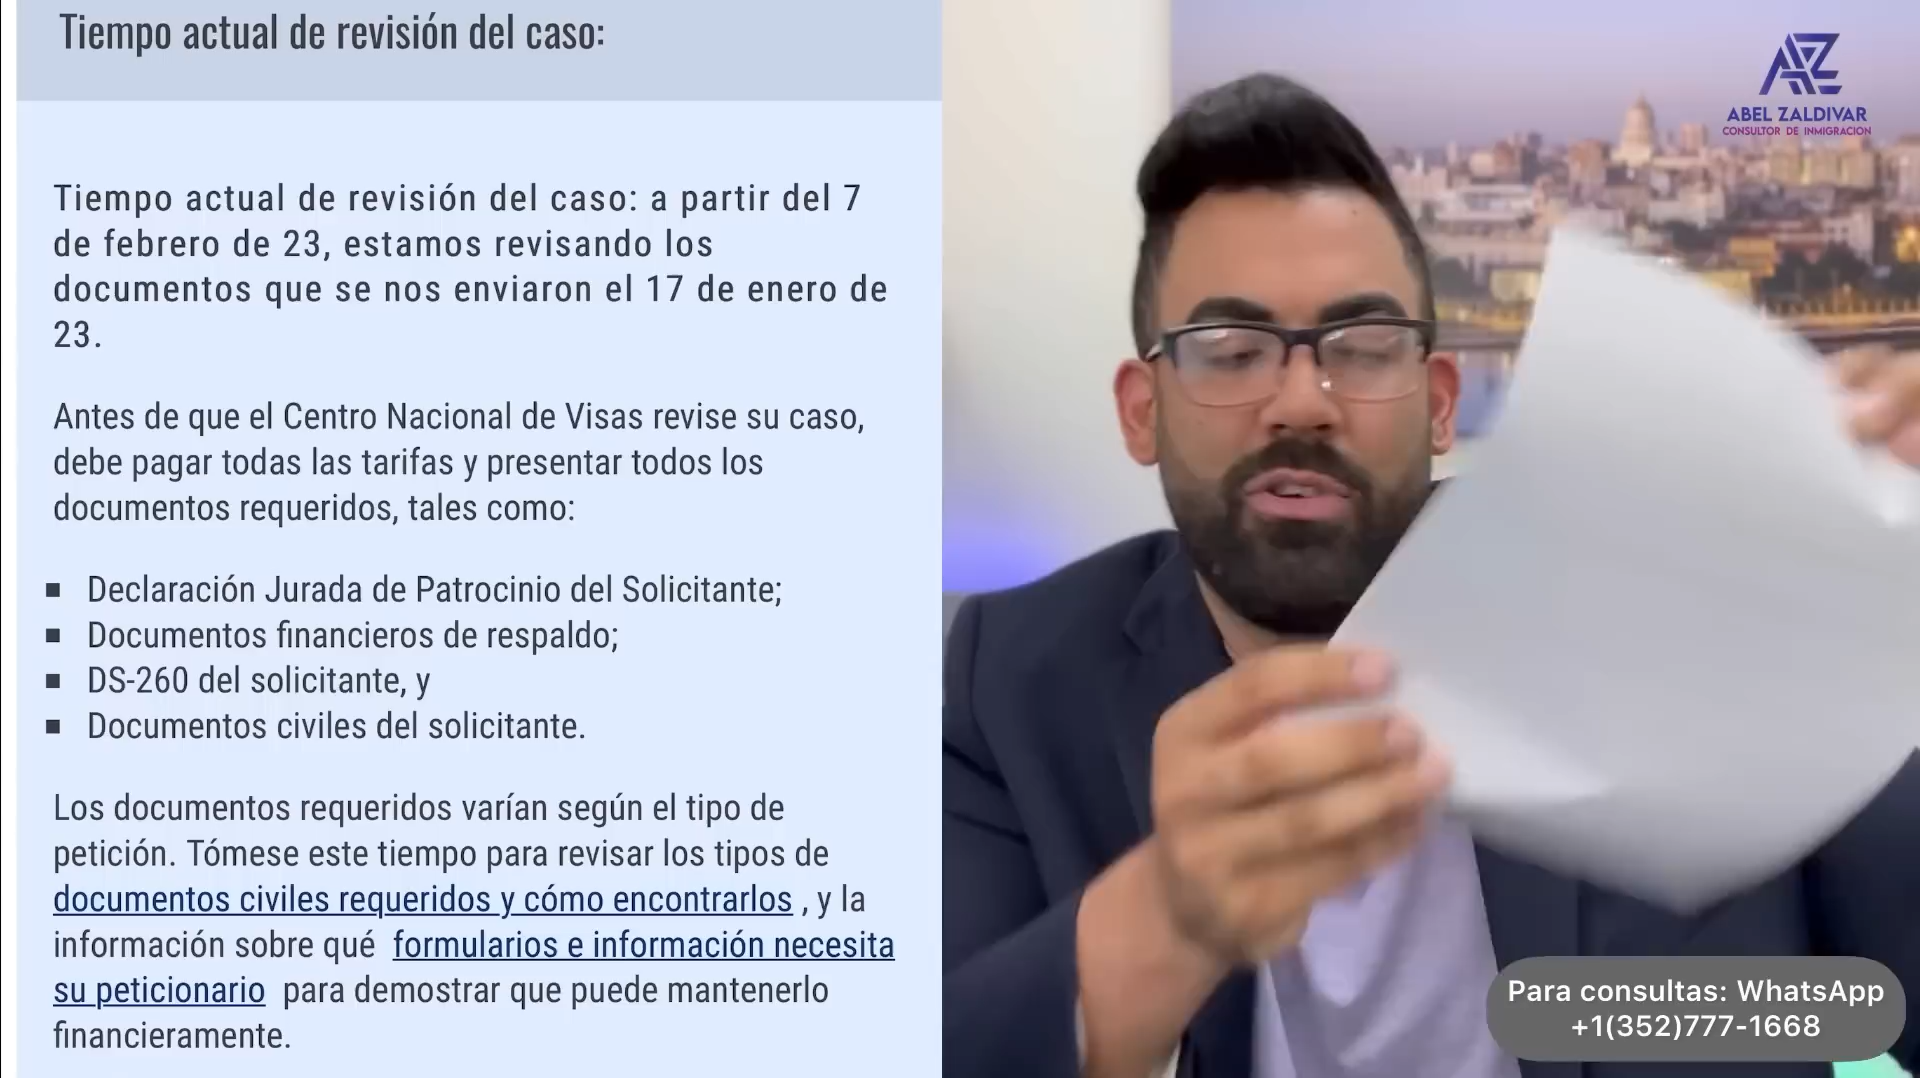 Tiempo actual de revisión del caso:
Tiempo actual de revisión del caso: a partir del 7
de febrero de 23, estamos revisando los
documentos que se nos enviaron el 17 de enero de
23.
Antes de que el Centro Nacional de Visas revise su caso,
debe pagar todas las tarifas y presentar todos los
documentos requeridos, tales como:
▪ Declaración Jurada de Patrocinio del Solicitante;
▪ Documentos financieros de respaldo;
▪ DS-260 del solicitante, y
▪ Documentos civiles del solicitante.
Los documentos requeridos varían según el tipo de
petición. Tómese este tiempo para revisar los tipos de
documentos civiles requeridos y cómo encontrarlos , y la
información sobre qué formularios e información necesita
su peticionario para demostrar que puede mantenerlo
financieramente.
AZ
ABEL ZALDIVAR
CONSULTOR DE INMIGRACION
Para consultas: WhatsApp
+1(352)777-1668